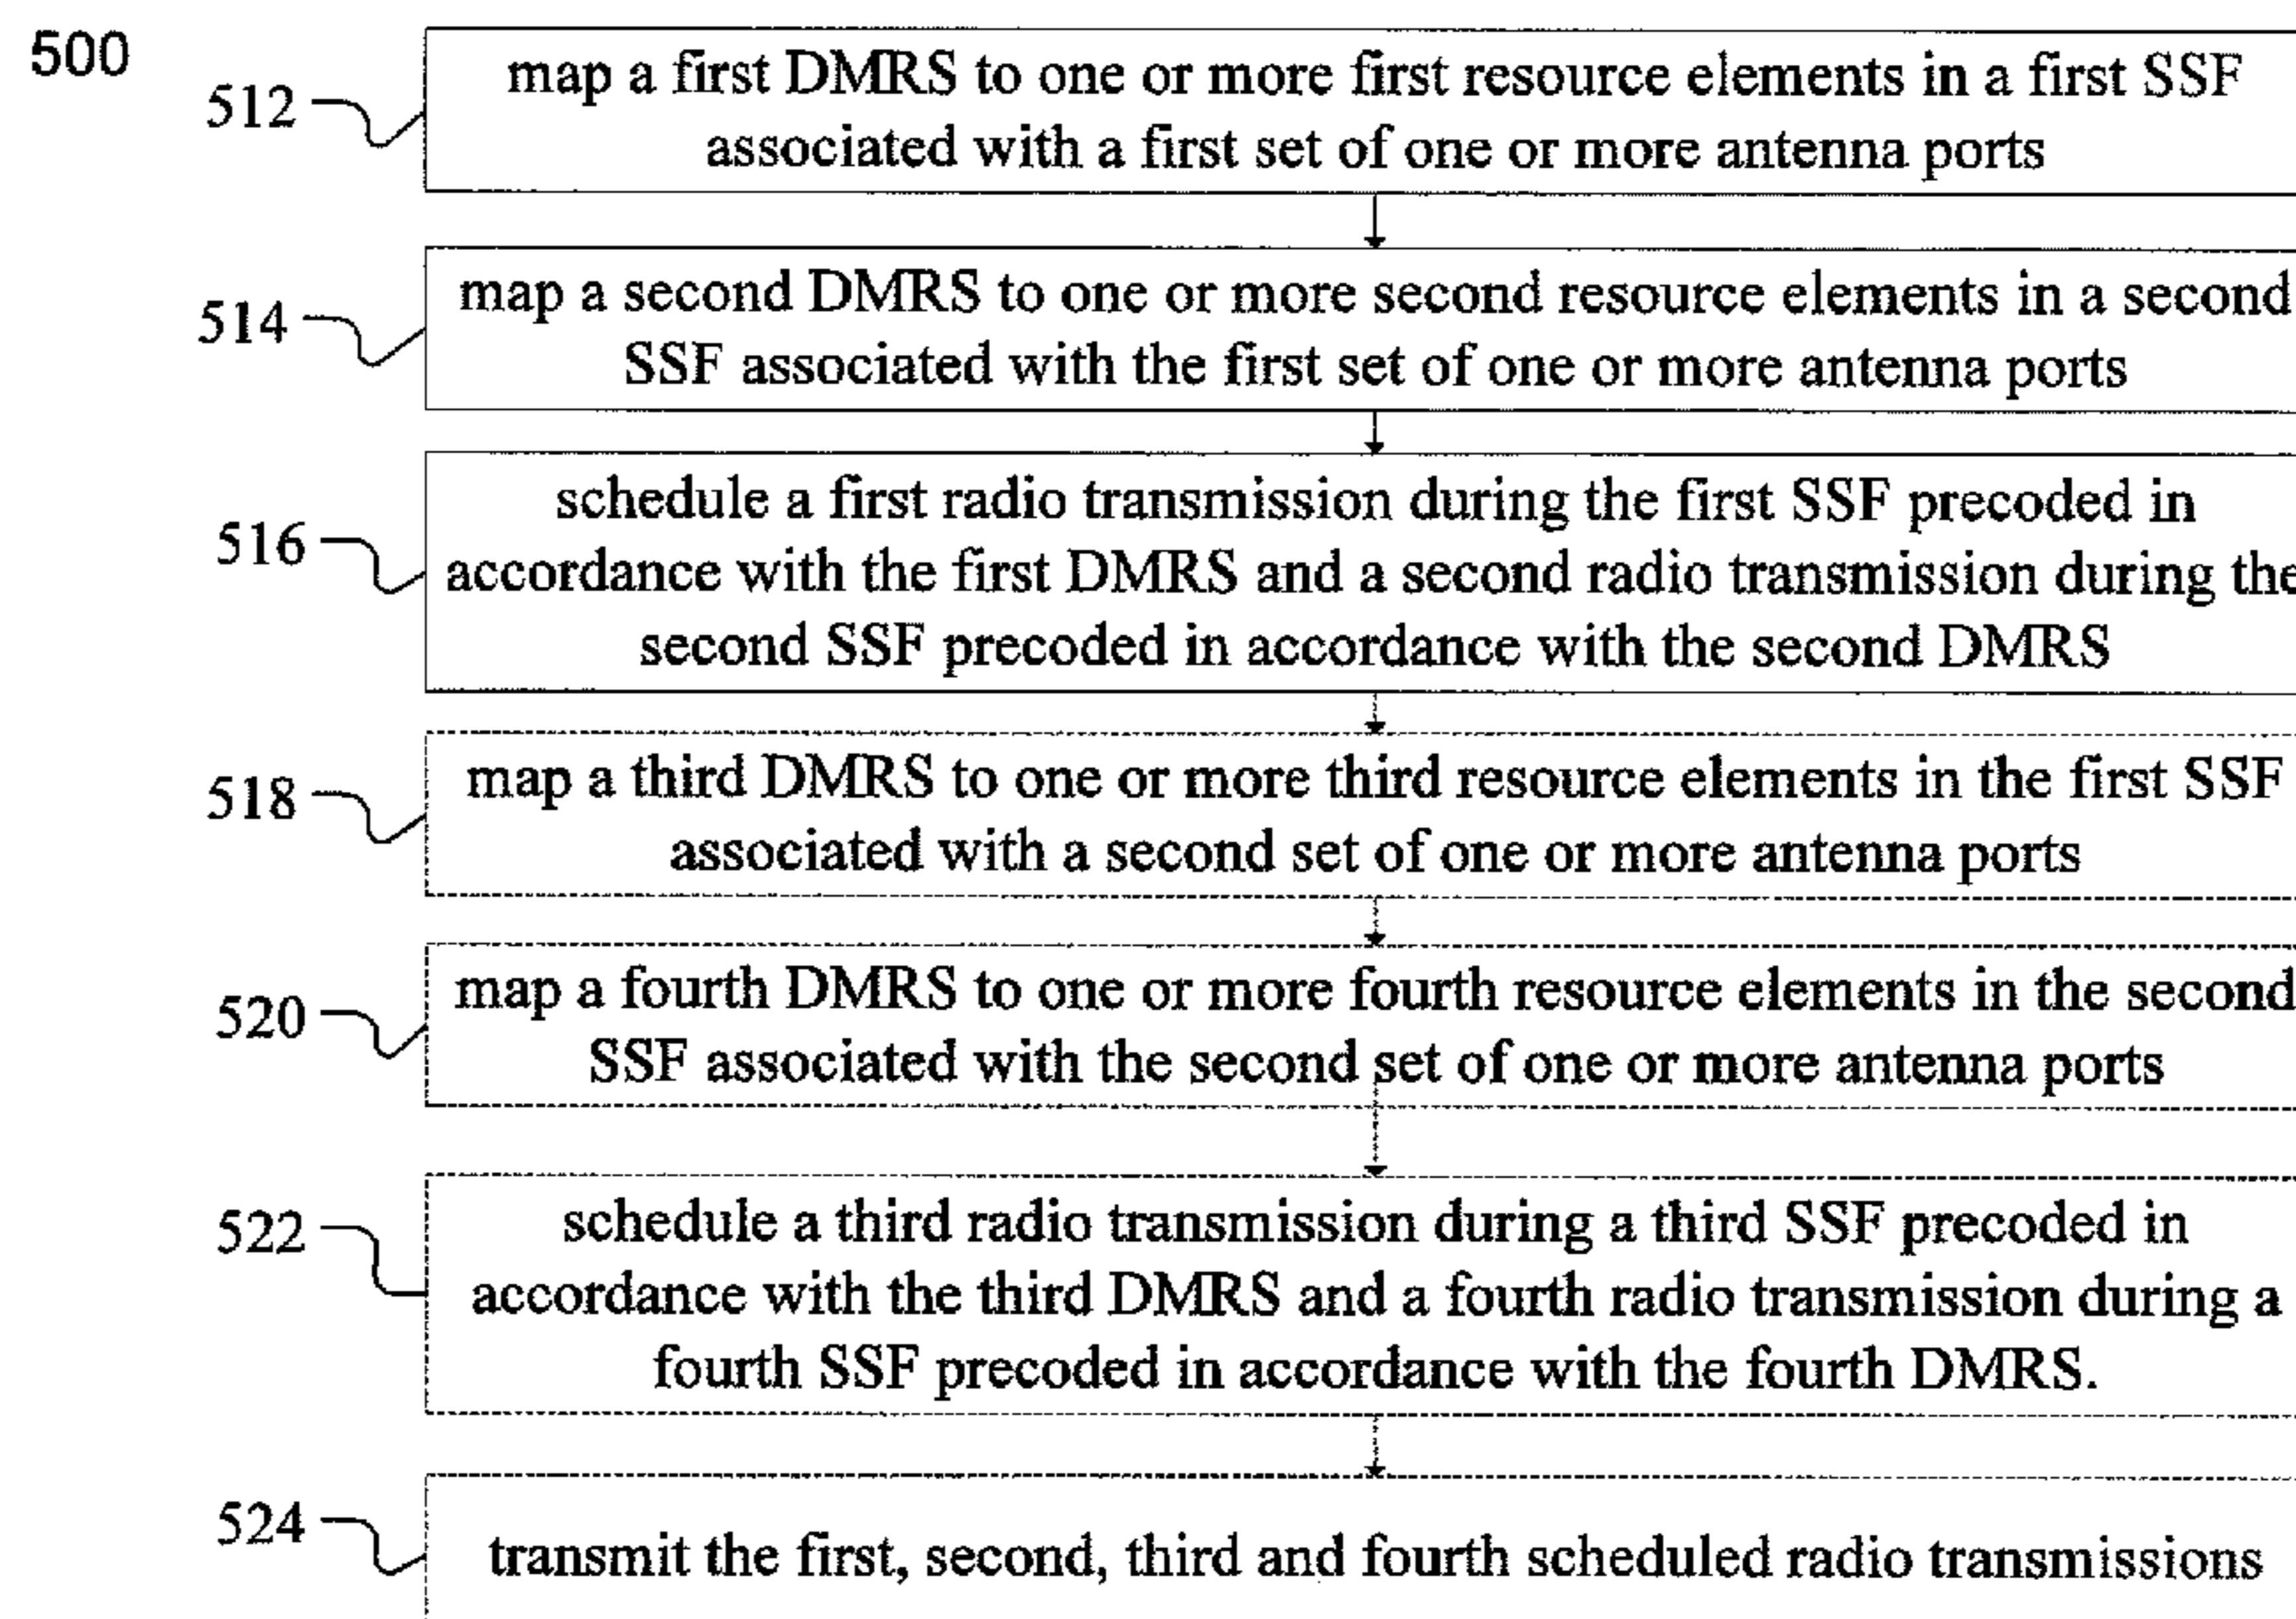 500
512
map a first DMRS to one or more first resource elements in a first SSF
associated with a first set of one or more antenna ports
514
map a second DMRS to one or more second resource elements in a second
SSF associated with the first set of one or more antenna ports
516
schedule a first radio transmission during the first SSF precoded in
accordance with the first DMRS and a second radio transmission during the
second SSF precoded in accordance with the second DMRS
518
map a third DMRS to one or more third resource elements in the first SSF
associated with a second set of one or more antenna ports
520
map a fourth DMRS to one or more fourth resource elements in the second
SSF associated with the second set of one or more antenna ports
522
schedule a third radio transmission during a third SSF precoded in
accordance with the third DMRS and a fourth radio transmission during a
fourth SSF precoded in accordance with the fourth DMRS.
524
transmit the first, second, third and fourth scheduled radio transmissions